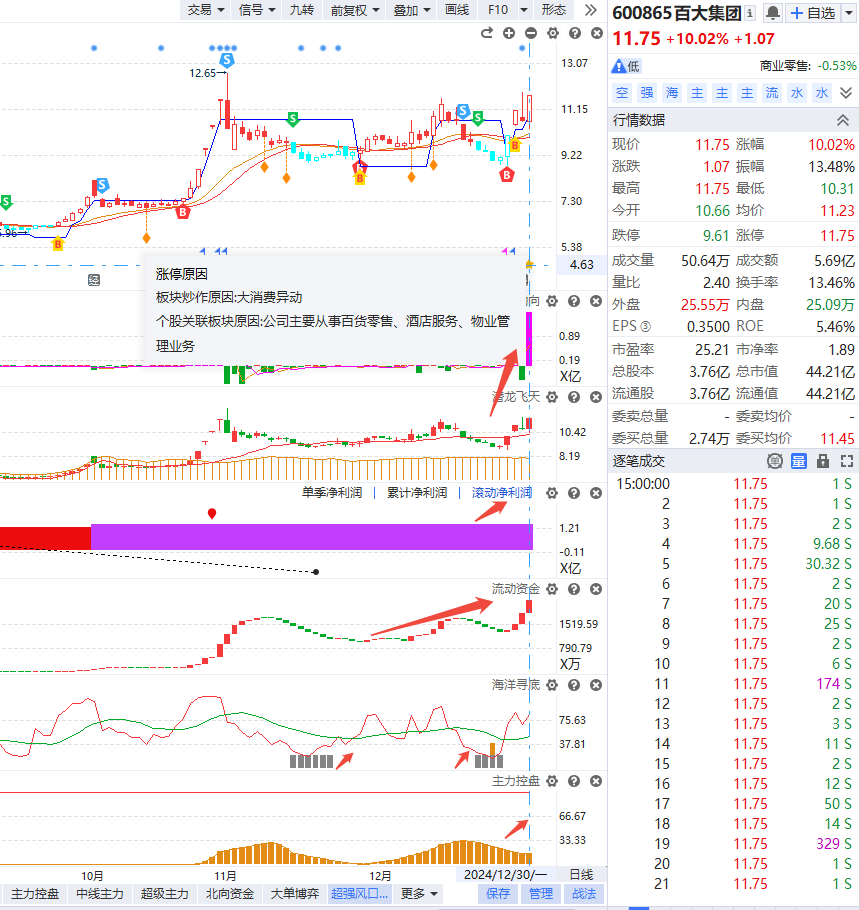 交易 信号 九转 前复权 叠加 画线 F10 形态
600865百大集团 自选
11.75 +10.02% +1.07
低 商业零售: -0.53%
空 强 海 主 主 主 流 水 水
行情数据
现价 11.75 涨幅 10.02%
涨跌 1.07 振幅 13.48%
最高 11.75 最低 10.31
今开 10.66 均价 11.23
跌停 9.61 涨停 11.75
成交量 50.64万 成交额 5.69亿
量比 2.40 换手率 13.46%
外盘 25.55万 内盘 25.09万
EPS③ 0.3500 ROE 5.46%
市盈率 25.21 市净率 1.89
总股本 3.76亿 总市值 44.21亿
流通股 3.76亿 流通值 44.21亿
委卖总量 - 委卖均价 -
委买总量 2.74万 委买均价 11.45
逐笔成交 单 量
15:00:00 11.75 1 S
2 11.75 1 S
3 11.75 2 S
4 11.75 9.68 S
5 11.75 30.32 S
6 11.75 2 S
7 11.75 20 S
8 11.75 25 S
9 11.75 2 S
10 11.75 6 S
11 11.75 174 S
12 11.75 2 S
13 11.75 3 S
14 11.75 11 S
15 11.75 2 S
16 11.75 12 S
17 11.75 50 S
18 11.75 14 S
19 11.75 329 S
20 11.75 1 S
21 11.75 1 S
12.65
13.07
11.15
9.22
7.30
5.38
4.63
S
S
S
S
S
S
B
B
B
B
B
B
涨停原因
板块炒作原因:大消费异动
个股关联板块原因:公司主要从事百货零售、酒店服务、物业管
理业务
向
0.89
0.19
X亿
潜龙飞天
10.42
8.19
单季净利润 | 累计净利润 | 滚动净利润
1.21
-0.11
X亿
流动资金
1519.59
790.79
X万
海洋寻底
75.63
37.81
主力控盘
66.67
33.33
10月 11月 12月 2024/12/30/一 日线
主力控盘 中线主力 超级主力 北向资金 大单博弈 超强风口... 更多 保存 管理 战法